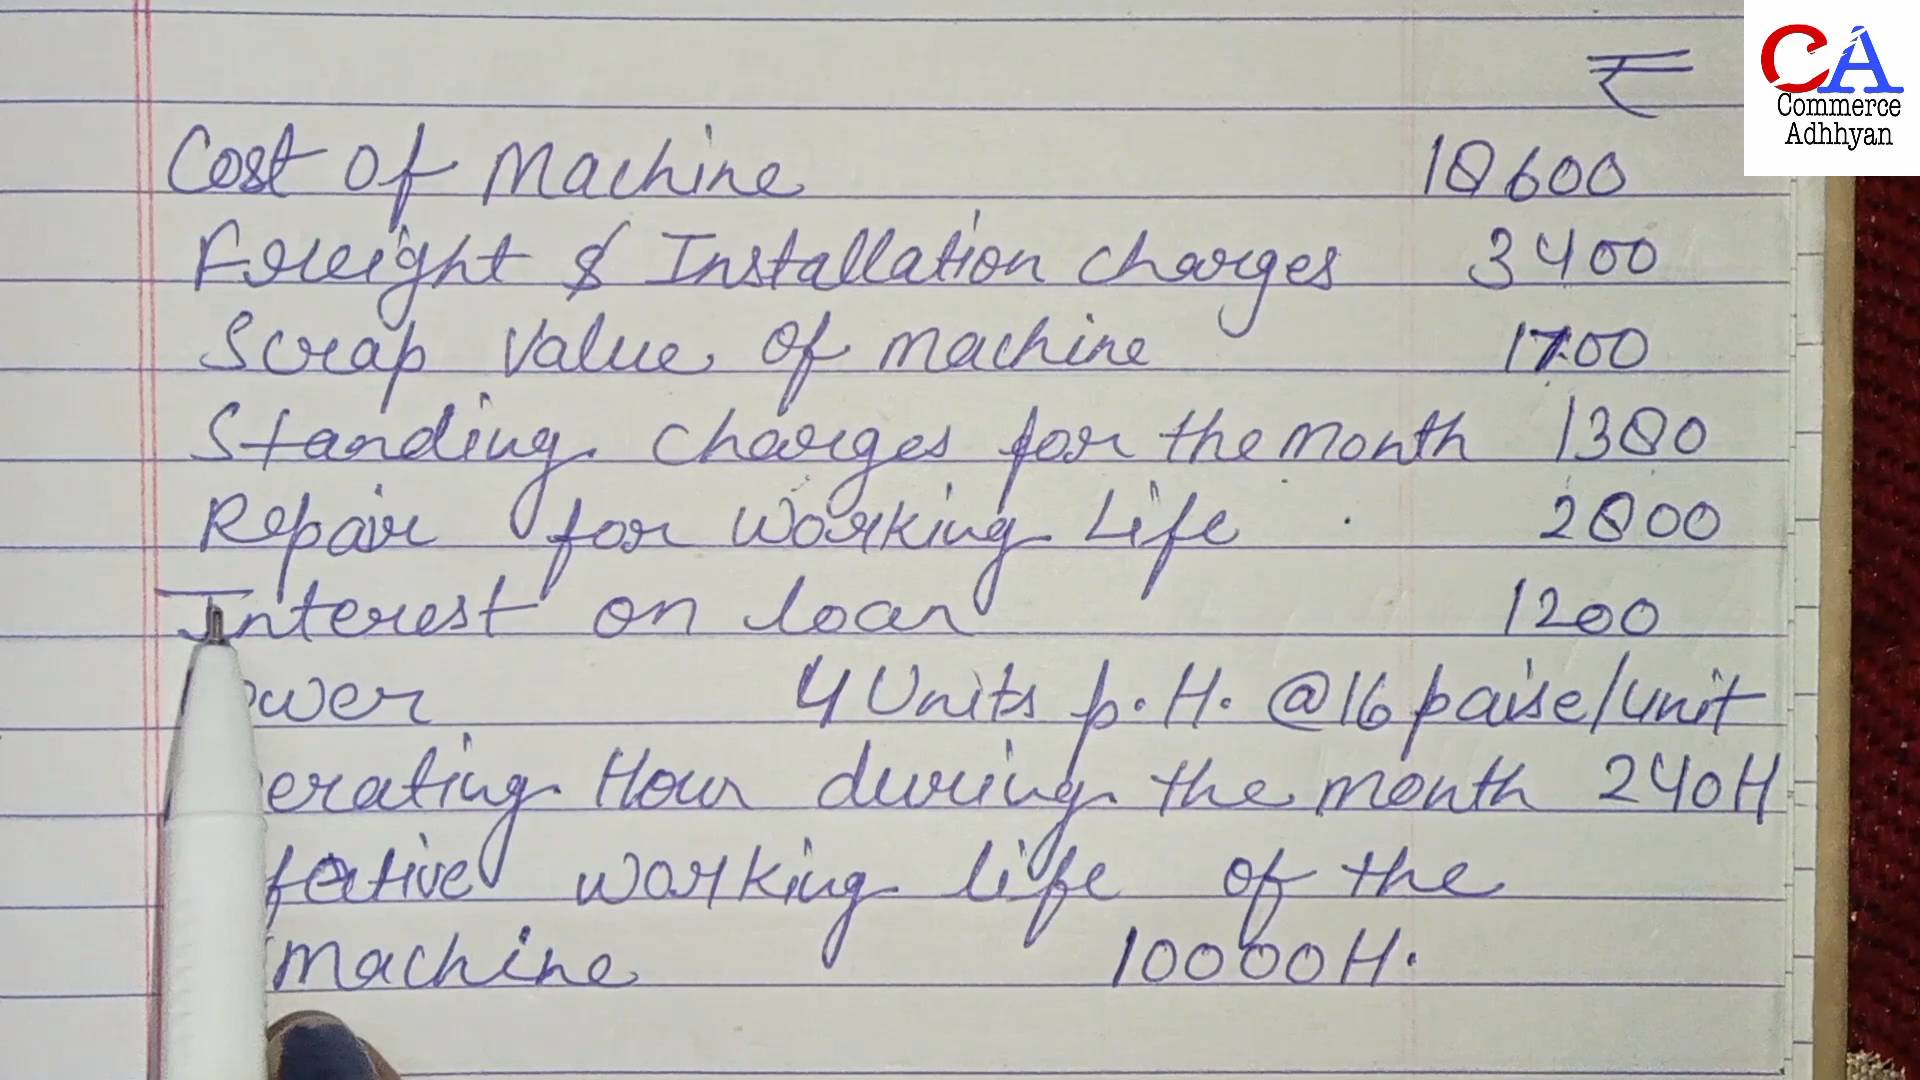 ₹
CA
Commerce
Adhhyan
Cost of Machine 18600
Freight & Installation charges 3400
Scrap Value of machine 1700
Standing charges for the month 1380
Repair for working life 2800
Interest on loan 1200
ower 4 Units p.H. @16 paise/unit
erating Hour during the month 240H
fective working life of the
machine 10000H.